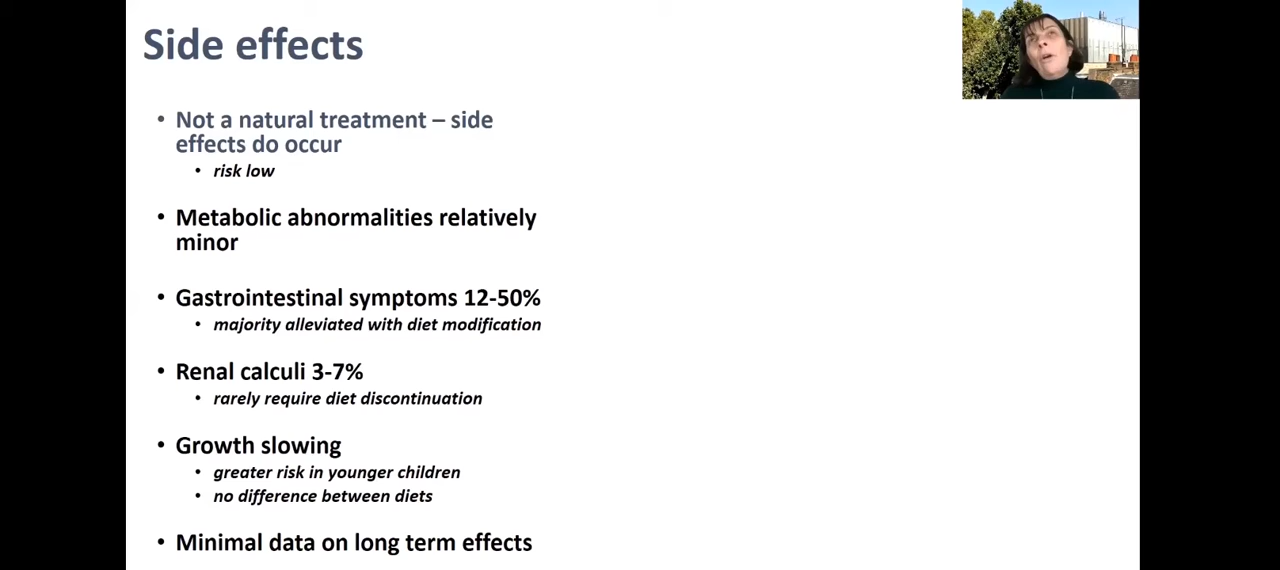 Side effects
• Not a natural treatment – side
effects do occur
• risk low
• Metabolic abnormalities relatively
minor
• Gastrointestinal symptoms 12-50%
• majority alleviated with diet modification
• Renal calculi 3-7%
• rarely require diet discontinuation
• Growth slowing
• greater risk in younger children
• no difference between diets
• Minimal data on long term effects